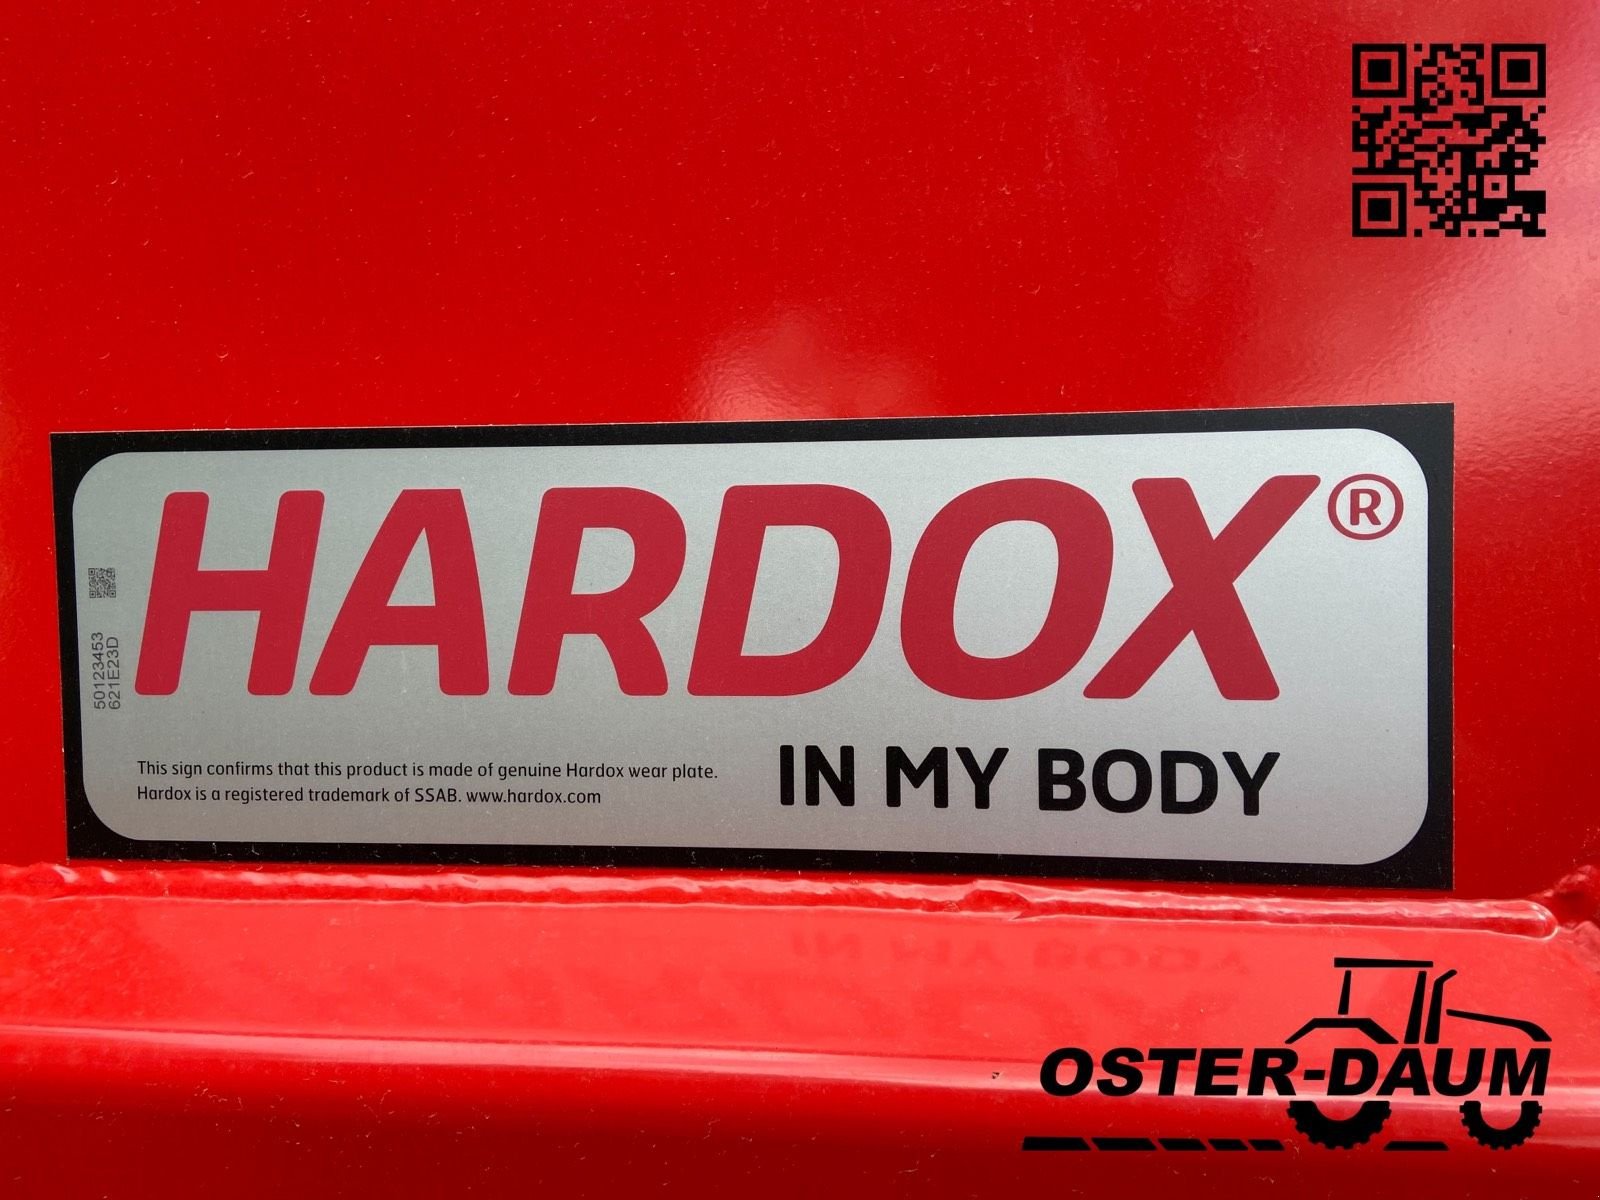 HARDOX®
50123453
621E23D
This sign confirms that this product is made of genuine Hardox wear plate.
Hardox is a registered trademark of SSAB. www.hardox.com
IN MY BODY
OSTER-DAUM